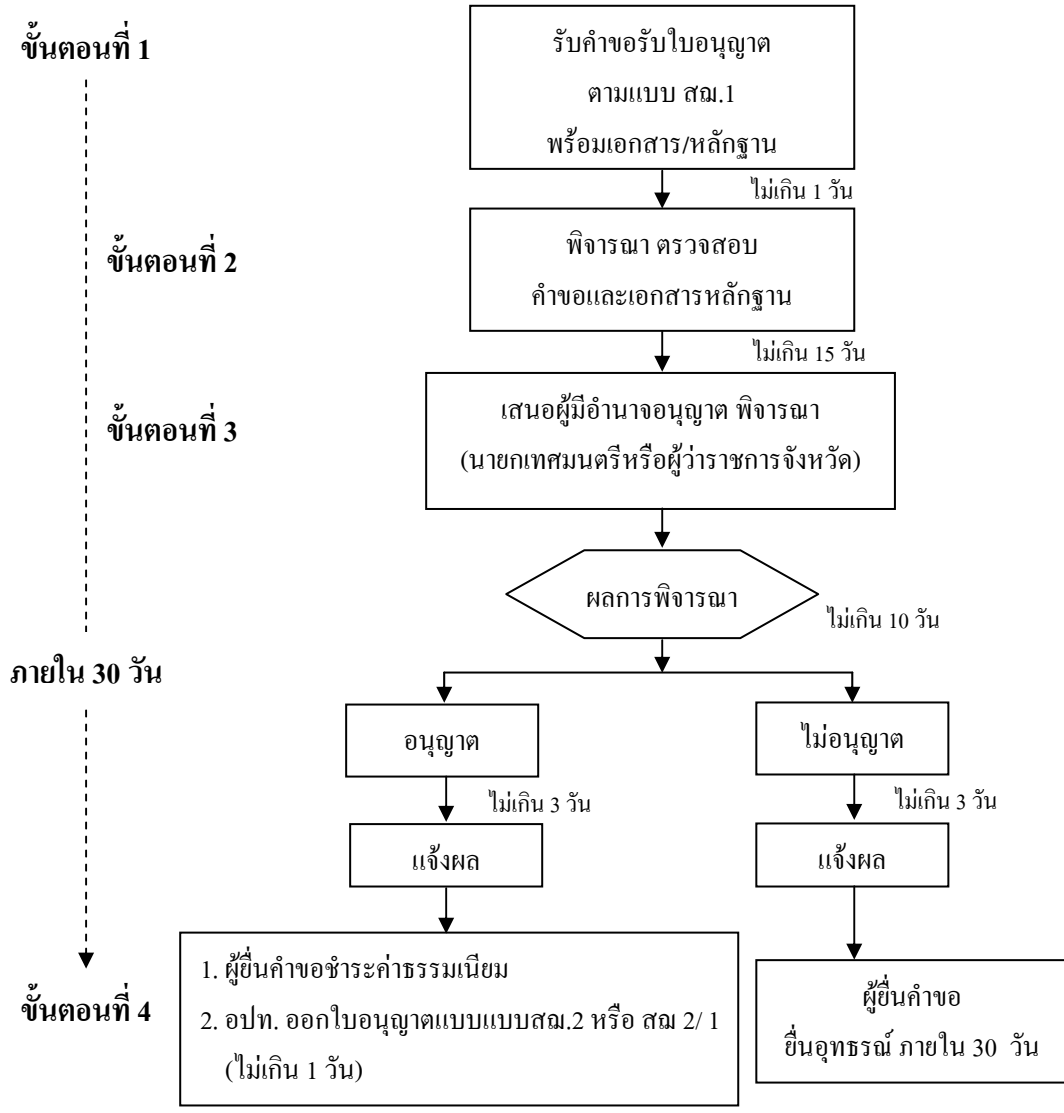 ขั้นตอนที่ 1
รับคำขอรับใบอนุญาต
ตามแบบ สฌ.1
พร้อมเอกสาร/หลักฐาน
ไม่เกิน 1 วัน
ขั้นตอนที่ 2
พิจารณา ตรวจสอบ
คำขอและเอกสารหลักฐาน
ไม่เกิน 15 วัน
ขั้นตอนที่ 3
เสนอผู้มีอำนาจอนุญาต พิจารณา
(นายกเทศมนตรีหรือผู้ว่าราชการจังหวัด)
ผลการพิจารณา
ไม่เกิน 10 วัน
ภายใน 30 วัน
อนุญาต
ไม่อนุญาต
ไม่เกิน 3 วัน
ไม่เกิน 3 วัน
แจ้งผล
แจ้งผล
ขั้นตอนที่ 4
1. ผู้ยื่นคำขอชำระค่าธรรมเนียม
2. อปท. ออกใบอนุญาตแบบแบบสฌ.2 หรือ สฌ 2/ 1
(ไม่เกิน 1 วัน)
ผู้ยื่นคำขอ
ยื่นอุทธรณ์ ภายใน 30 วัน